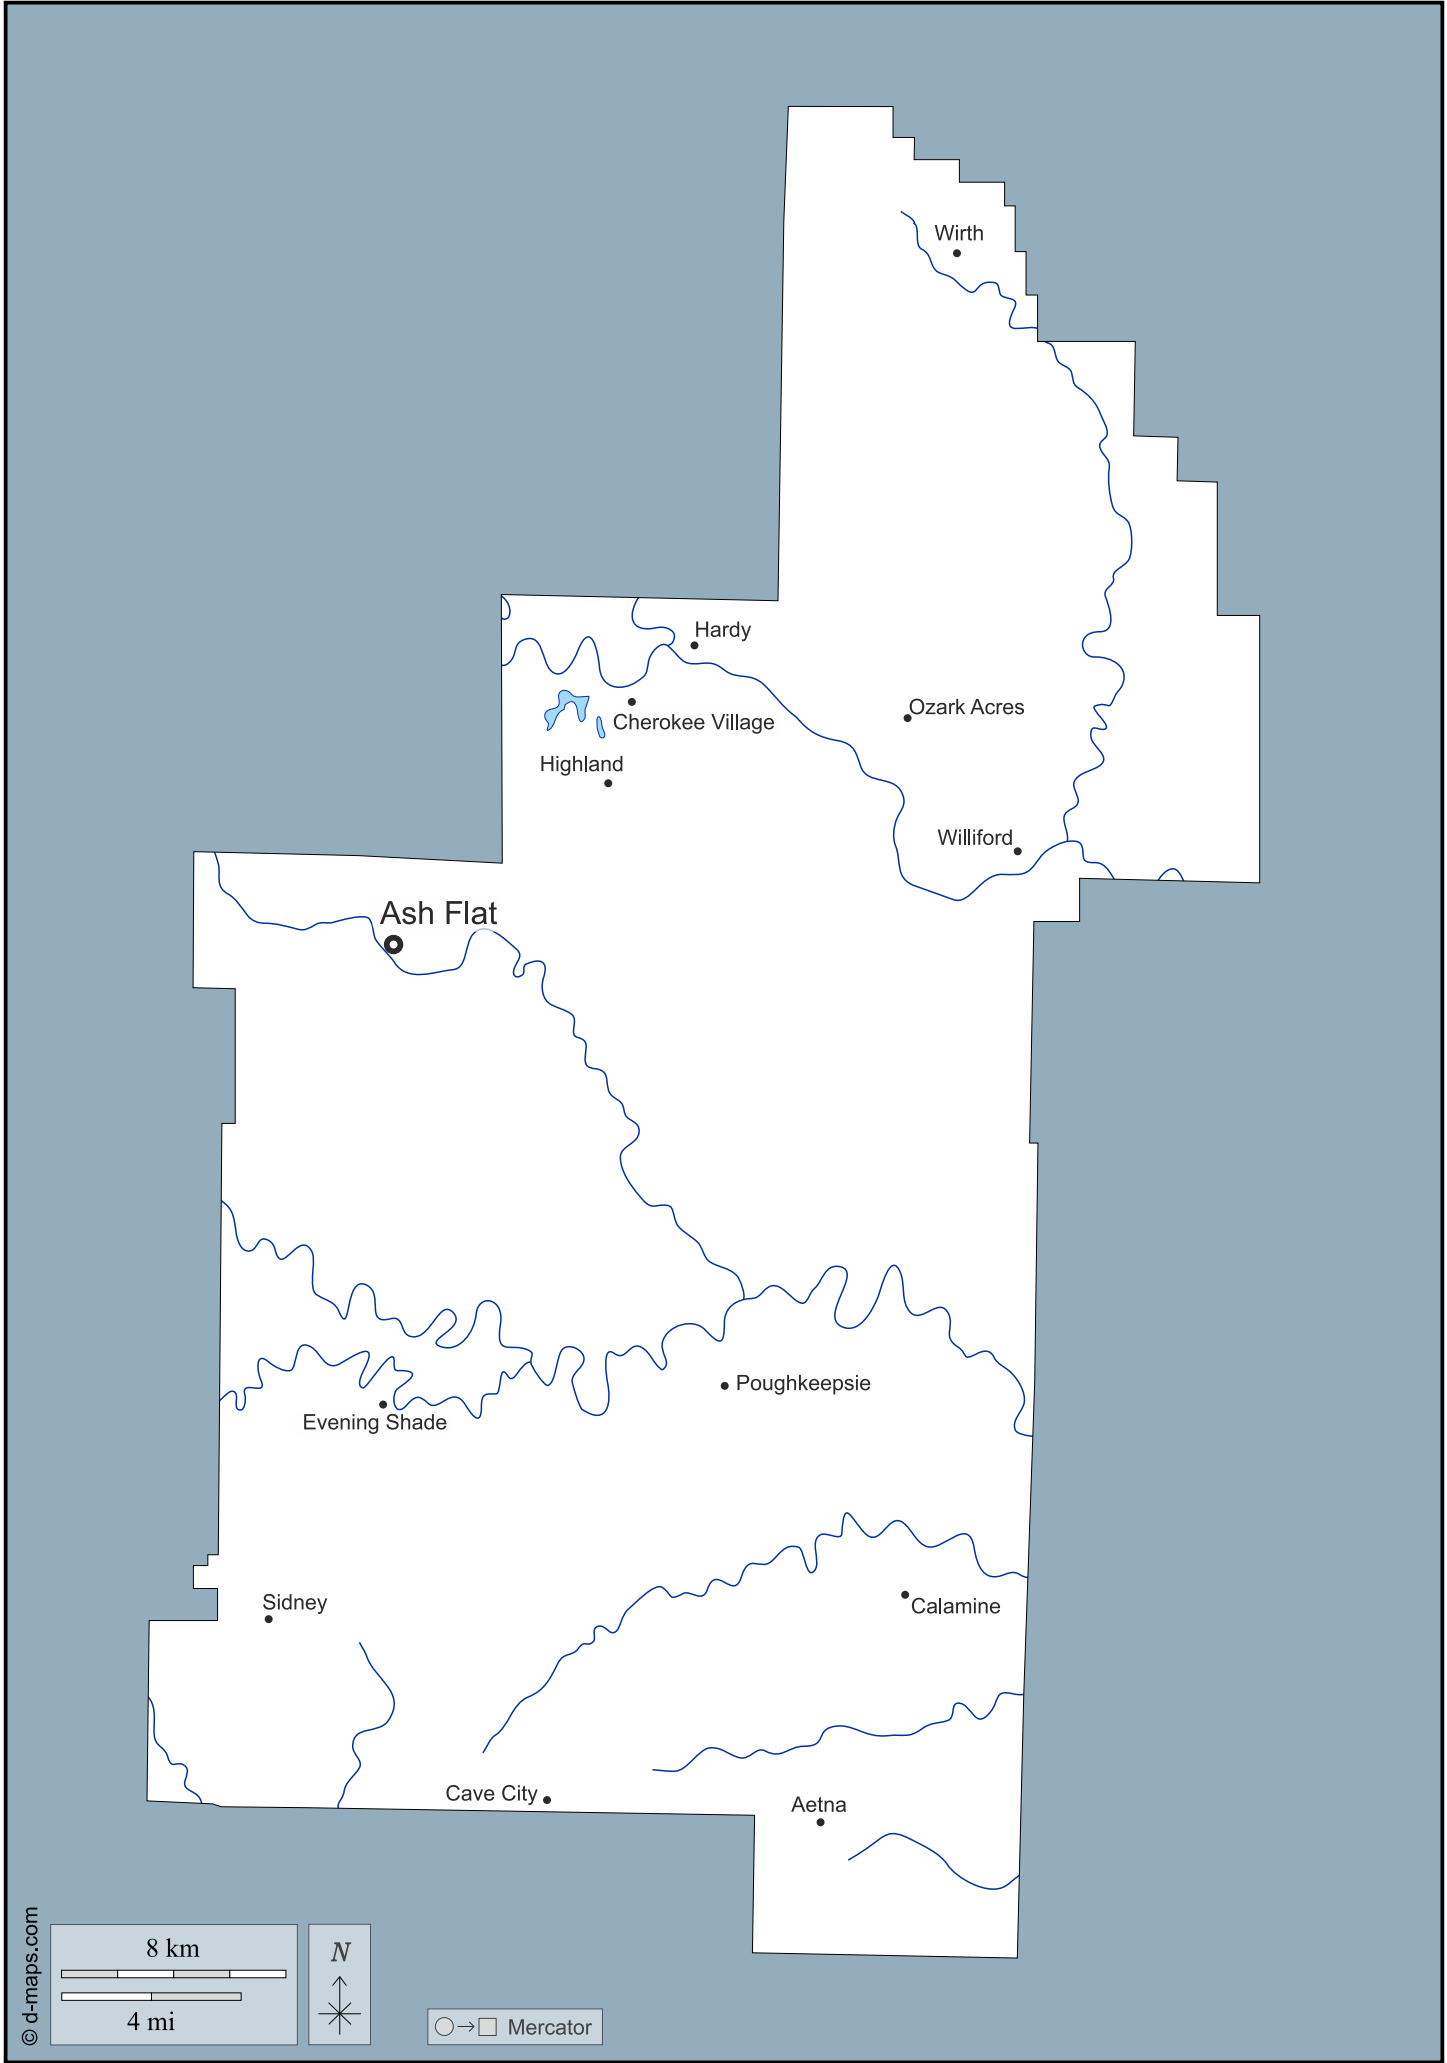 Wirth
Hardy
Ozark Acres
Cherokee Village
Highland
Williford
Ash Flat
Poughkeepsie
Evening Shade
Sidney
Calamine
Cave City
Aetna
© d-maps.com
8 km
4 mi
N
Mercator